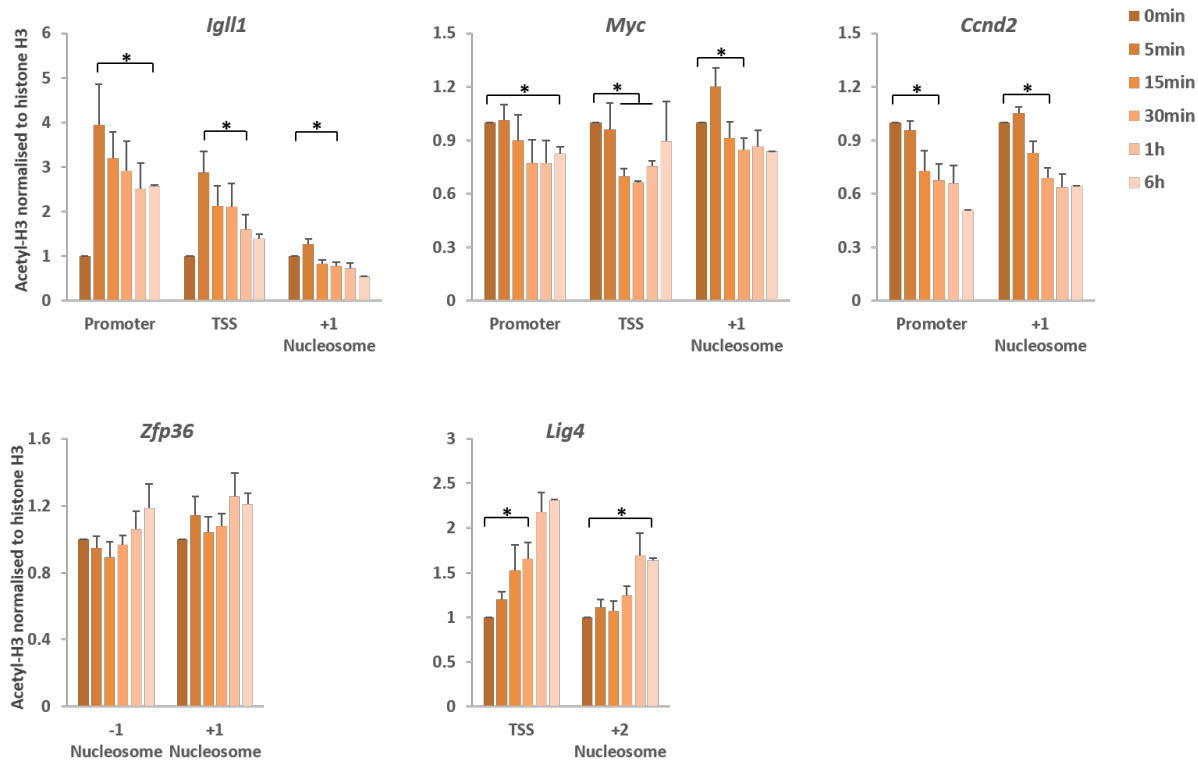 Igll1
Acetyl-H3 normalised to histone H3
6
5
4
3
2
1
0
*
*
*
Promoter
TSS
+1
Nucleosome
Myc
1.5
1.2
0.9
0.6
0.3
0
*
*
*
Promoter
TSS
+1
Nucleosome
Ccnd2
1.5
1.2
0.9
0.6
0.3
0
*
*
Promoter
+1
Nucleosome
0min
5min
15min
30min
1h
6h
Zfp36
Acetyl-H3 normalised to histone H3
1.6
1.2
0.8
0.4
0
-1
Nucleosome
+1
Nucleosome
Lig4
3
2.5
2
1.5
1
0.5
0
*
*
TSS
+2
Nucleosome